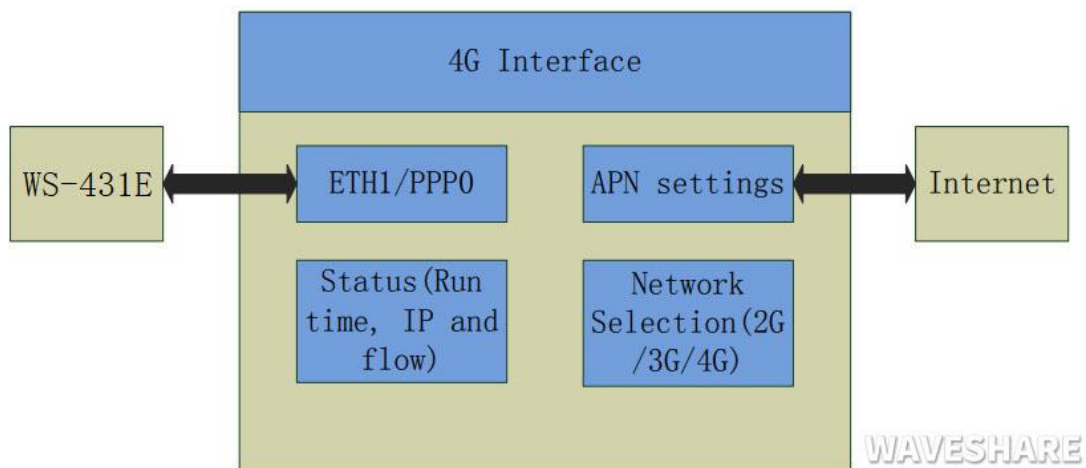 4G Interface
WS-431E
ETH1/PPP0
APN settings
Internet
Status(Run
time, IP and
flow)
Network
Selection(2G
/3G/4G)
WAVESHARE